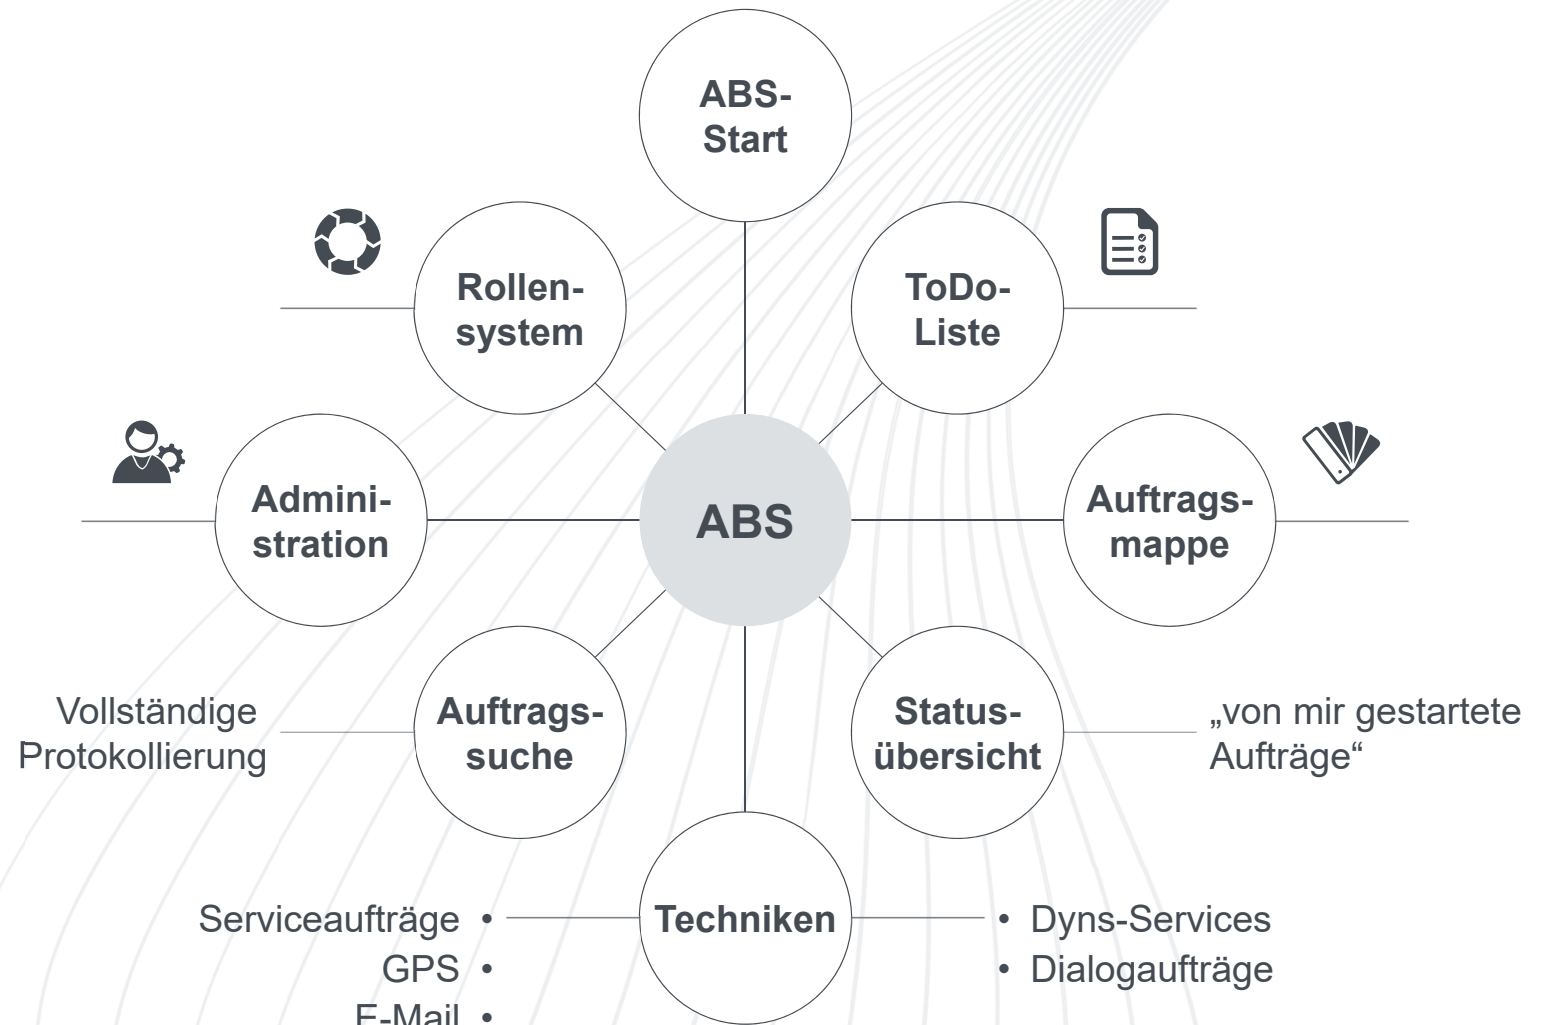 ABS-
Start
Rollen-
system
ToDo-
Liste
Admini-
stration
ABS
Auftrags-
mappe
Vollständige
Protokollierung
Auftrags-
suche
Status-
übersicht
„von mir gestartete
Aufträge“
Serviceaufträge •
GPS •
E-Mail •
Techniken
• Dyns-Services
• Dialogaufträge